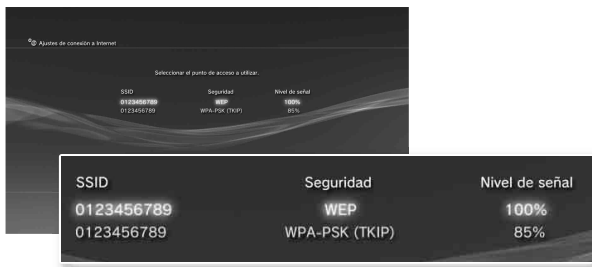 Ajustes de conexión a Internet
Seleccionar el punto de acceso a utilizar.
SSID Seguridad Nivel de señal
0123456789 WEP 100%
0123456789 WPA-PSK (TKIP) 85%
SSID Seguridad Nivel de señal
0123456789 WEP 100%
0123456789 WPA-PSK (TKIP) 85%